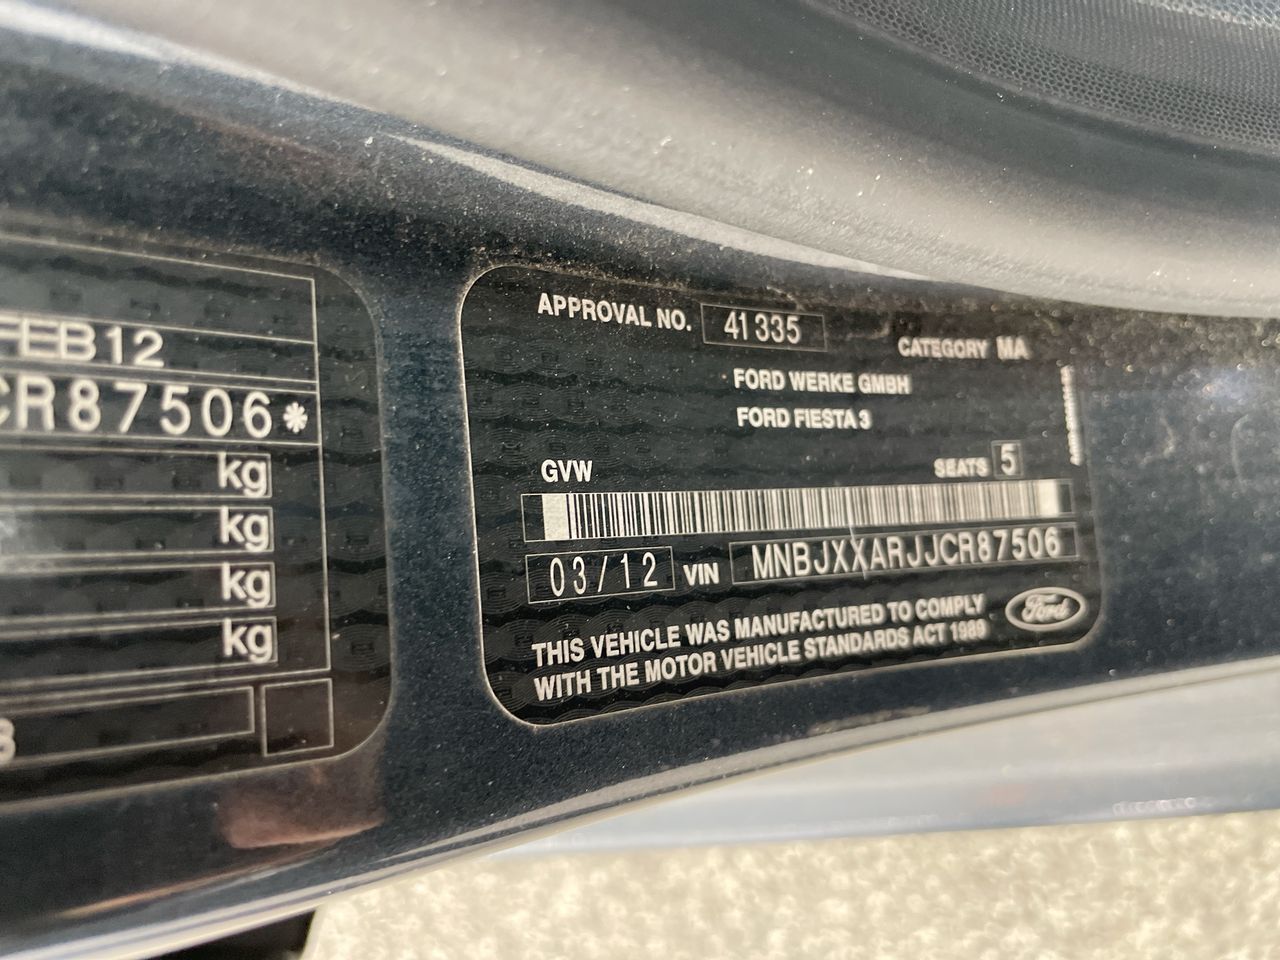 FEB12
CR87506*
kg
kg
kg
kg
APPROVAL NO. 41335
CATEGORY MA
FORD WERKE GMBH
FORD FIESTA 3
GVW
SEATS 5
03/12 VIN MNBJXXARJJCR87506
THIS VEHICLE WAS MANUFACTURED TO COMPLY
WITH THE MOTOR VEHICLE STANDARDS ACT 1989
Ford